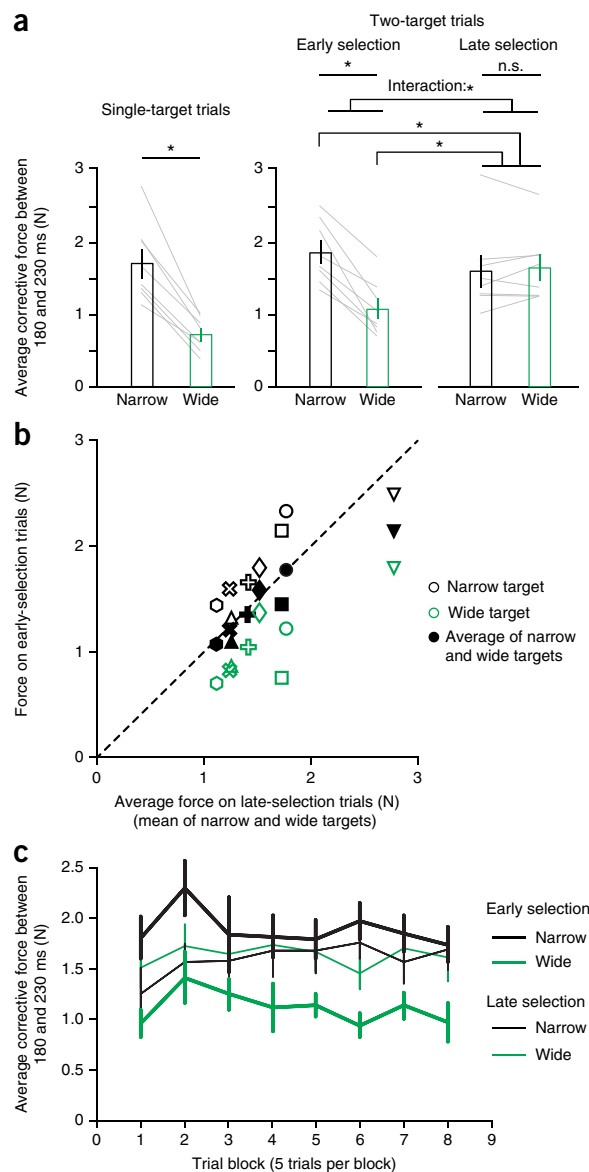 a
Two-target trials
Early selection
Late selection
*
n.s.
Interaction:*
Single-target trials
*
*
*
Average corrective force between
180 and 230 ms (N)
3
2
1
0
3
2
1
0
Narrow
Wide
Narrow
Wide
Narrow
Wide
b
Force on early-selection trials (N)
3
2
1
0
0
1
2
3
Narrow target
Wide target
Average of narrow
and wide targets
Average force on late-selection trials (N)
(mean of narrow and wide targets)
c
Average corrective force between
180 and 230 ms (N)
2.5
2.0
1.5
1.0
0.5
0
0
1
2
3
4
5
6
7
8
9
Trial block (5 trials per block)
Early selection
Narrow
Wide
Late selection
Narrow
Wide